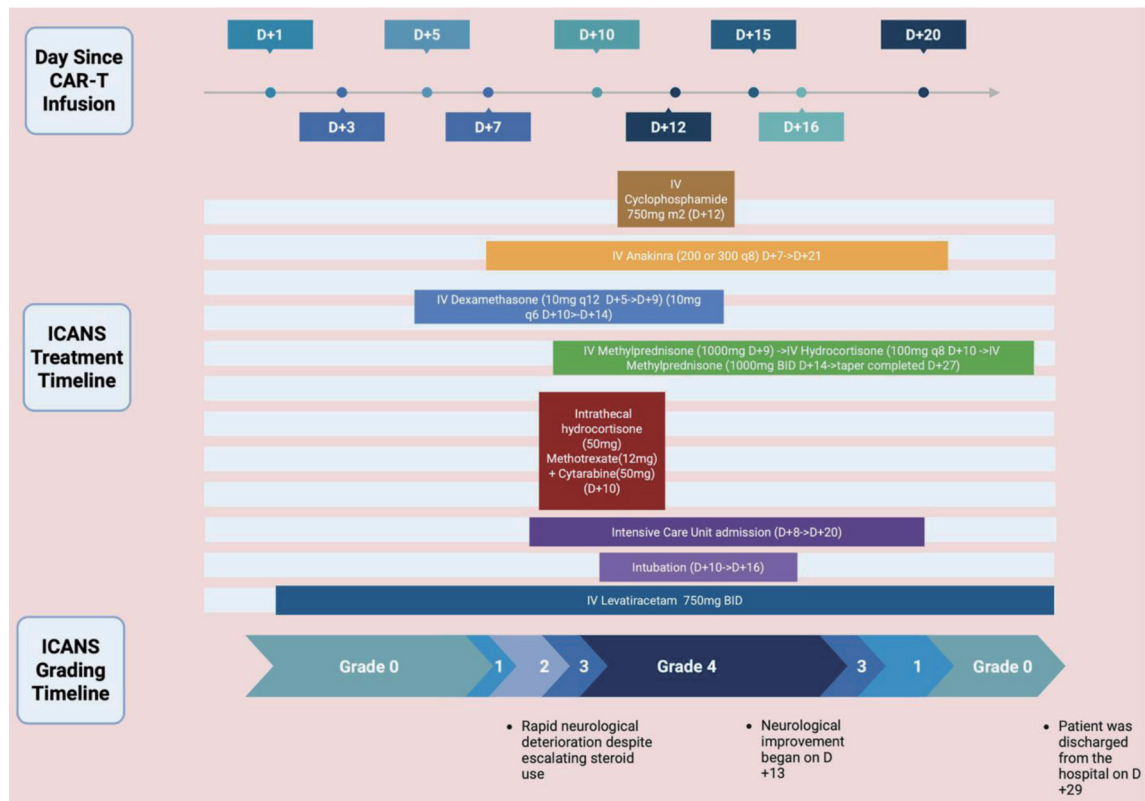 Day Since
CAR-T
Infusion
D+1
D+5
D+10
D+15
D+20
D+3
D+7
D+12
D+16
ICANS
Treatment
Timeline
IV
Cyclophosphamide
750mg m2 (D+12)
IV Anakinra (200 or 300 q8) D+7->D+21
IV Dexamethasone (10mg q12 D+5->D+9) (10mg
q6 D+10>-D+14)
IV Methylprednisone (1000mg D+9) ->IV Hydrocortisone (100mg q8 D+10 ->IV
Methylprednisone (1000mg BID D+14->taper completed D+27)
Intrathecal
hydrocortisone
(50mg)
Methotrexate(12mg)
+ Cytarabine(50mg)
(D+10)
Intensive Care Unit admission (D+8->D+20)
Intubation (D+10->D+16)
IV Levatiracetam 750mg BID
ICANS
Grading
Timeline
Grade 0
1
2
3
Grade 4
3
1
Grade 0
• Rapid neurological
deterioration despite
escalating steroid
use
• Neurological
improvement
began on D
+13
• Patient was
discharged
from the
hospital on D
+29